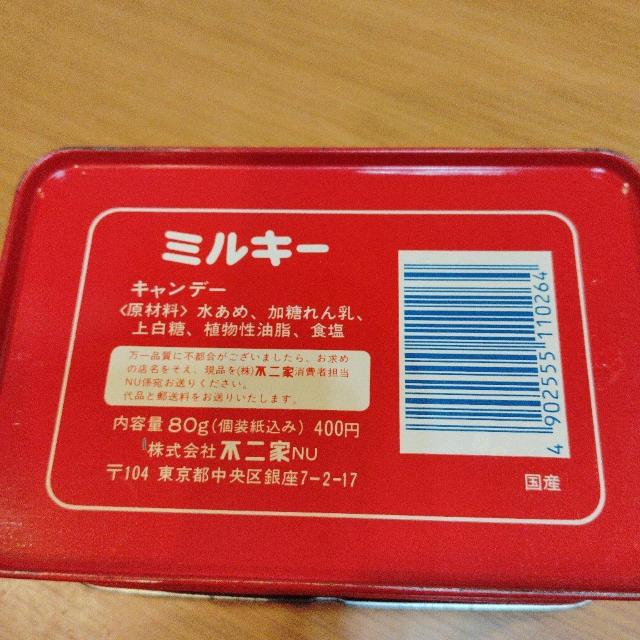 ミルキー
キャンデー
〈原材料〉水あめ、加糖れん乳、
上白糖、植物性油脂、食塩
万一品質に不都合がございましたら、お求め
の店名をそえ、現品を(株)不二家消費者担当
NU係宛お送りください。
代品と郵送料をお送りいたします。
内容量80g(個装紙込み) 400円
株式会社不二家NU
〒104 東京都中央区銀座7-2-17
4 902555 110264
国産